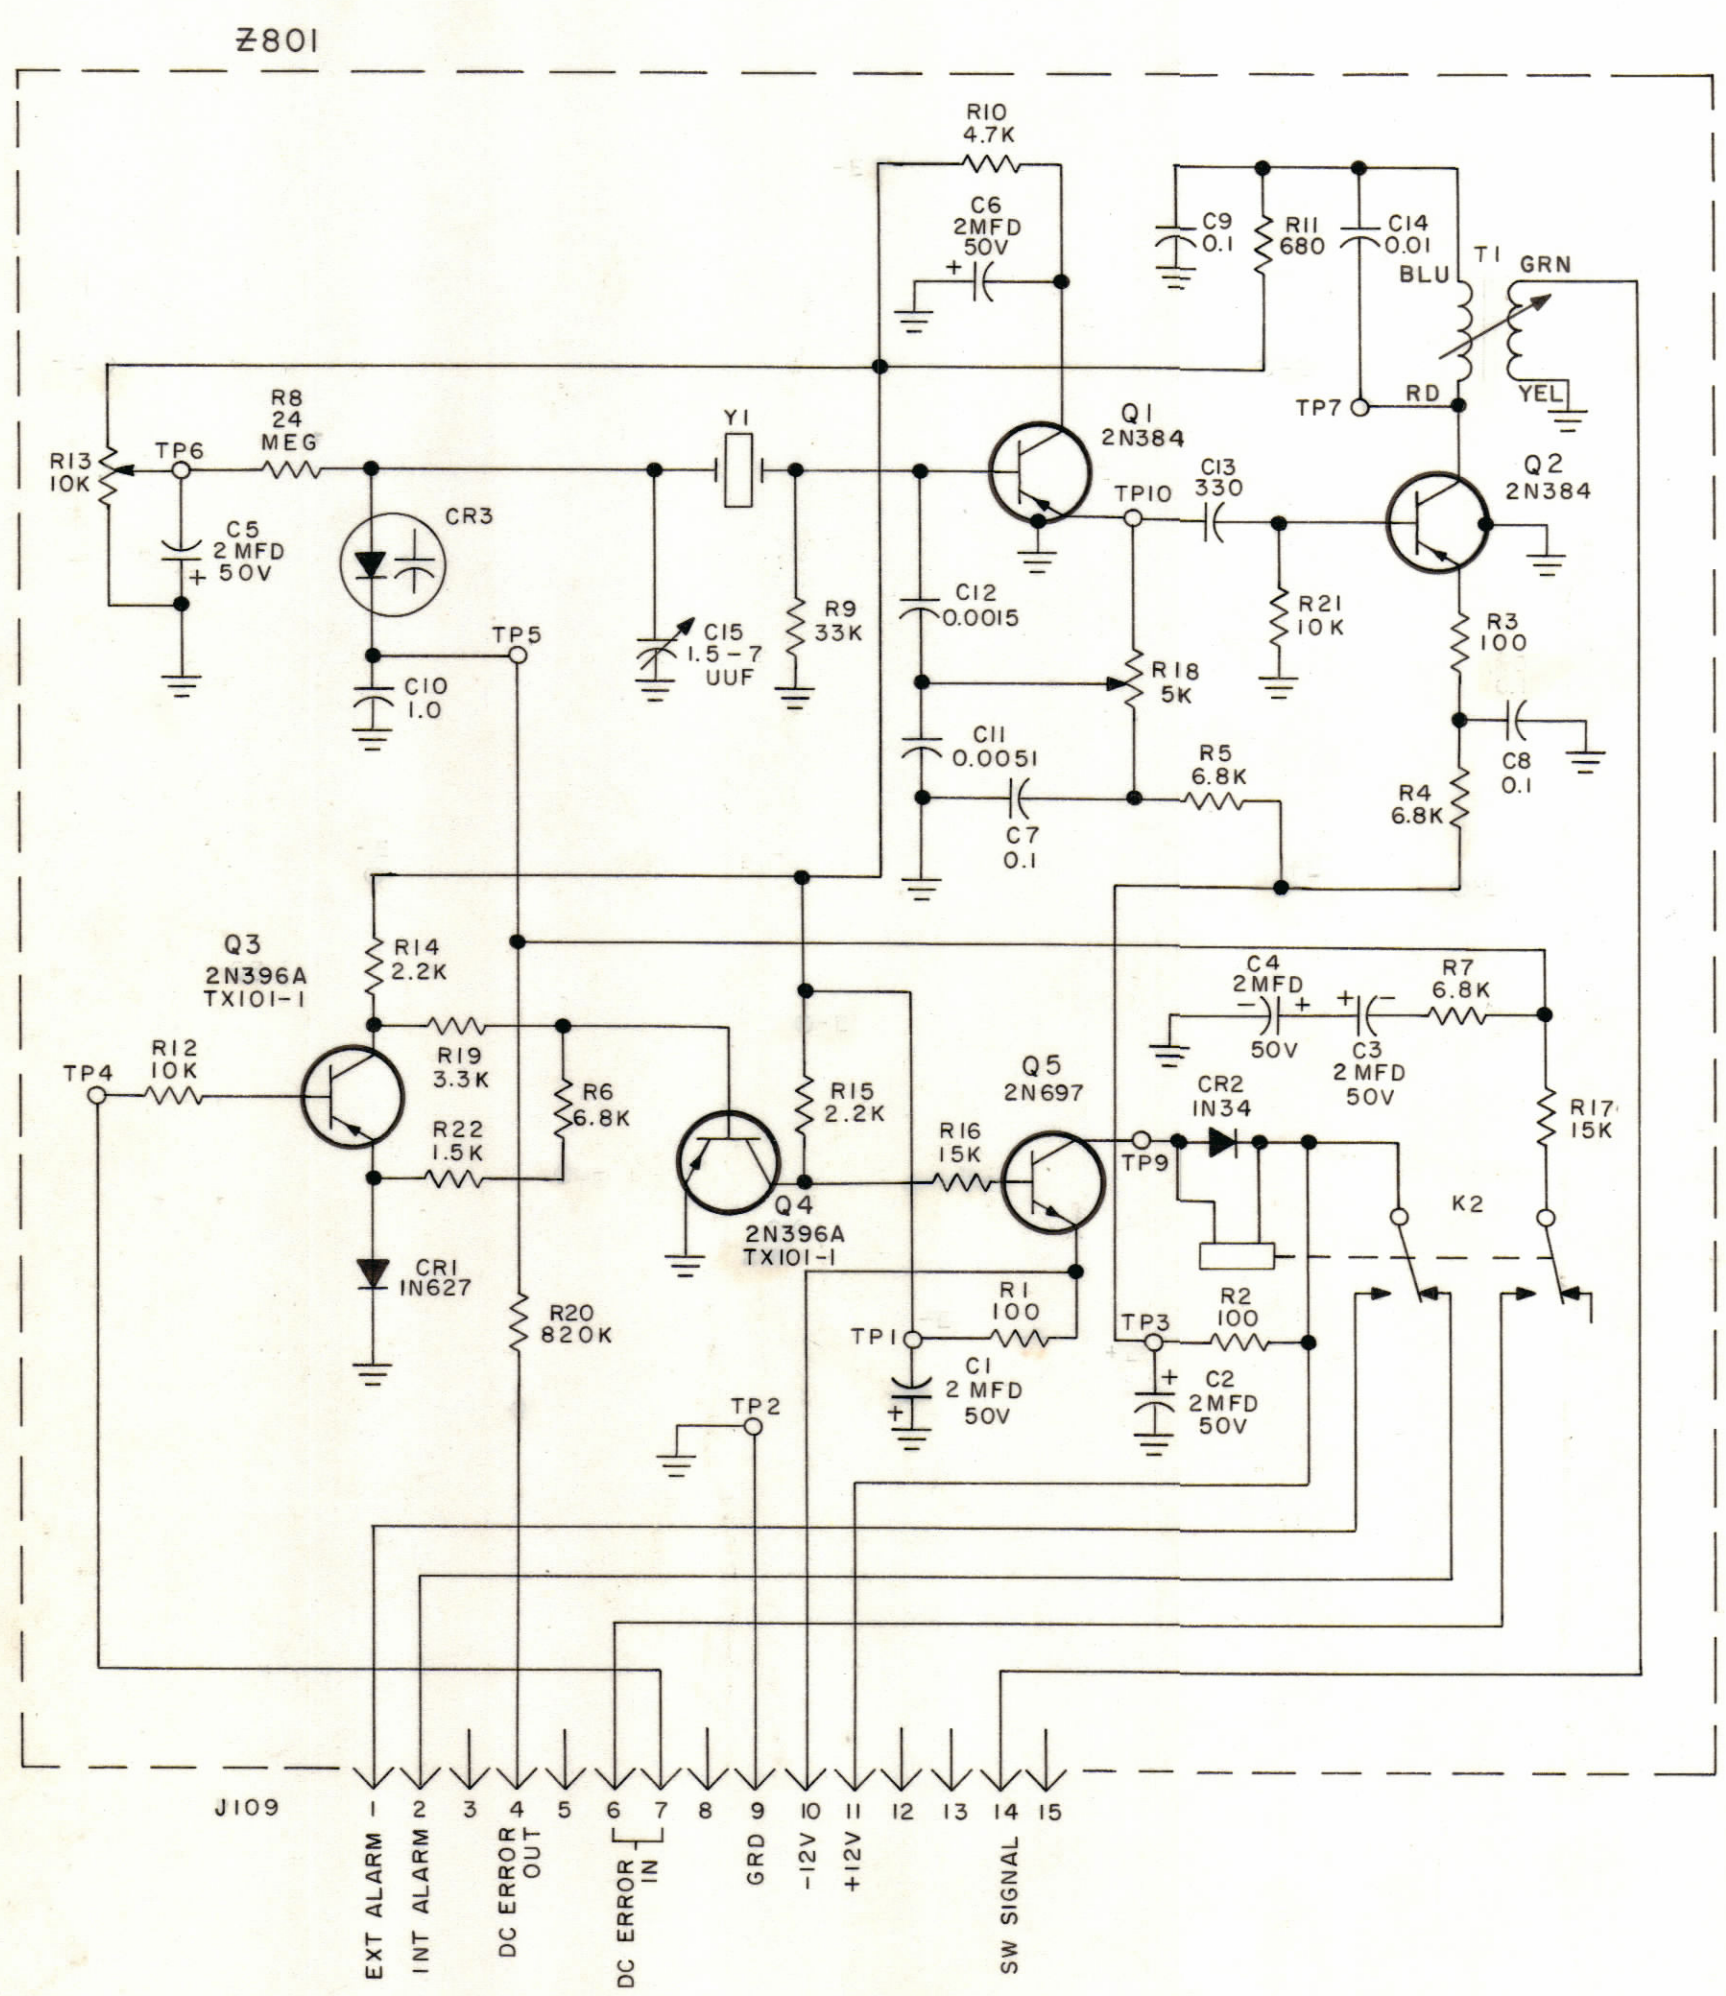 Z801
R10
4.7K
C6
2MFD
50V
C9
0.1
R11
680
C14
0.01
T1
BLU
GRN
RD
YEL
TP7
R8
24
MEG
R13
10K
TP6
C5
2 MFD
50V
+
CR3
Y1
Q1
2N384
TP10
C13
330
Q2
2N384
C10
1.0
TP5
C15
1.5-7
UUF
R9
33K
C12
0.0015
R18
5K
R21
10K
R3
100
C11
0.0051
C7
0.1
R5
6.8K
R4
6.8K
C8
0.1
Q3
2N396A
TX101-1
R14
2.2K
R12
10K
TP4
R19
3.3K
R6
6.8K
R22
1.5K
R15
2.2K
R16
15K
Q5
2N697
C4
2MFD
- +
50V
+ -
C3
2 MFD
50V
R7
6.8K
CR2
1N34
R17
15K
TP9
K2
Q4
2N396A
TX101-1
CR1
1N627
R20
820K
R1
100
TP1
C1
2 MFD
50V
+
TP3
R2
100
+
C2
2MFD
50V
TP2
J109
1 2 3 4 5 6 7 8 9 10 11 12 13 14 15
EXT ALARM
INT ALARM
DC ERROR
OUT
DC ERROR
IN
GRD
-12V
+12V
SW SIGNAL